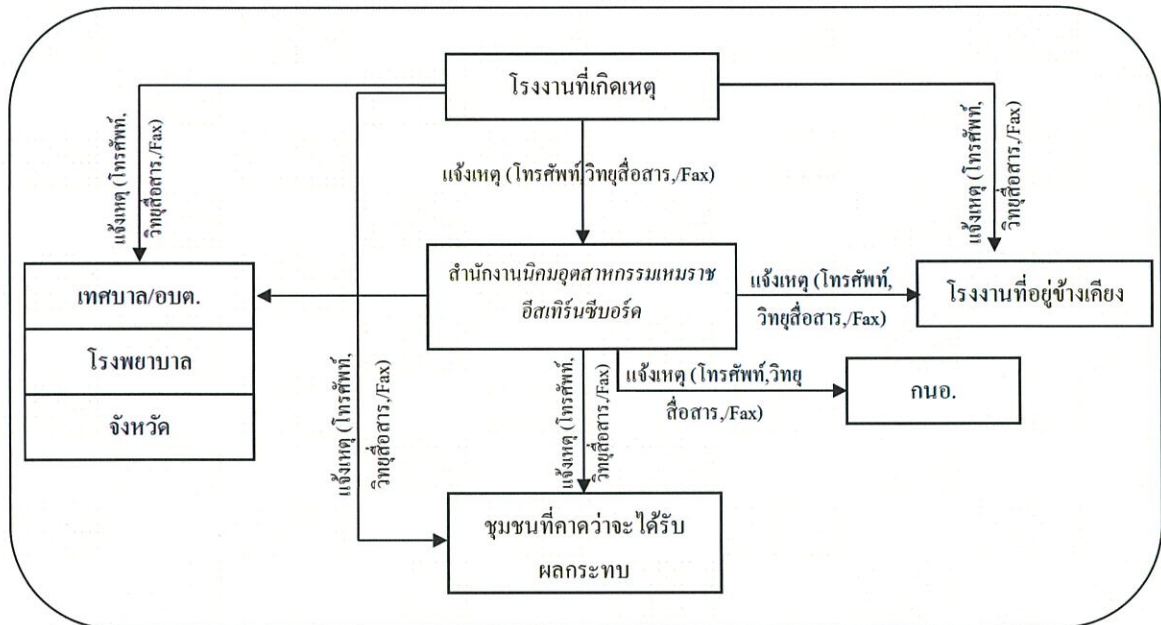 โรงงานที่เกิดเหตุ
แจ้งเหตุ (โทรศัพท์,
วิทยุสื่อสาร,/Fax)
แจ้งเหตุ (โทรศัพท์,วิทยุสื่อสาร,/Fax)
แจ้งเหตุ (โทรศัพท์,
วิทยุสื่อสาร,/Fax)
เทศบาล/อบต.
โรงพยาบาล
จังหวัด
สำนักงานนิคมอุตสาหกรรมเหมราช
อีสเทิร์นซีบอร์ด
แจ้งเหตุ (โทรศัพท์,
วิทยุสื่อสาร,/Fax)
โรงงานที่อยู่ข้างเคียง
แจ้งเหตุ (โทรศัพท์,
วิทยุสื่อสาร,/Fax)
แจ้งเหตุ (โทรศัพท์,
วิทยุสื่อสาร,/Fax)
แจ้งเหตุ (โทรศัพท์,วิทยุ
สื่อสาร,/Fax)
กนอ.
ชุมชนที่คาดว่าจะได้รับ
ผลกระทบ